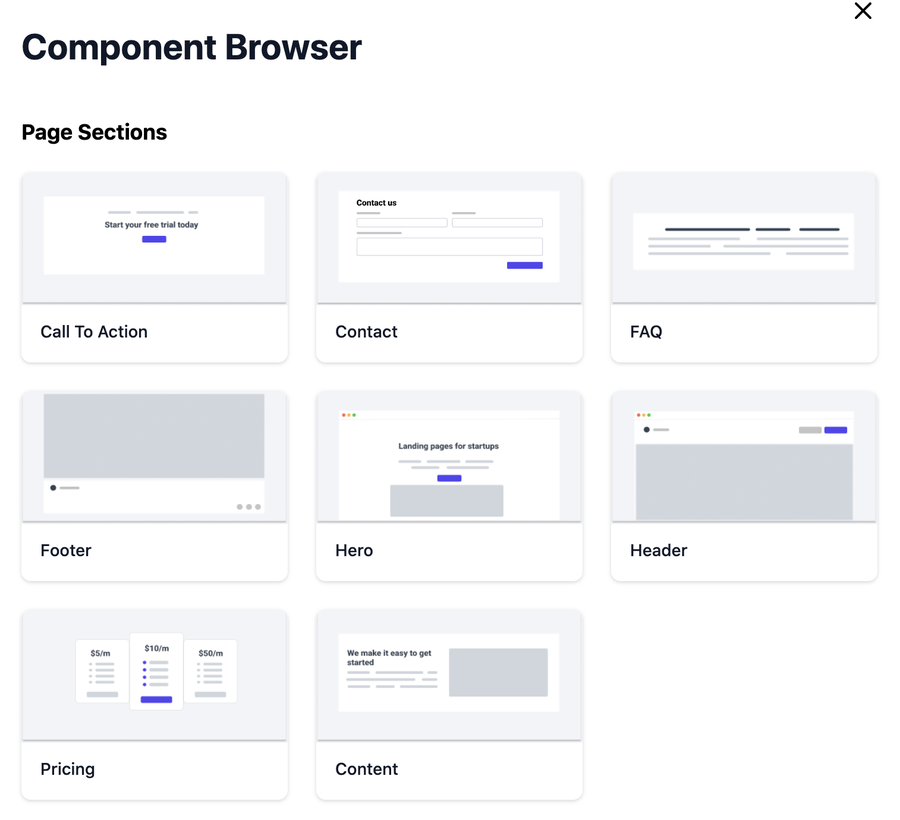 Component Browser
Page Sections
Start your free trial today
Call To Action
Contact us
Contact
FAQ
Footer
Landing pages for startups
Hero
Header
$5/m
$10/m
$50/m
Pricing
We make it easy to get
started
Content